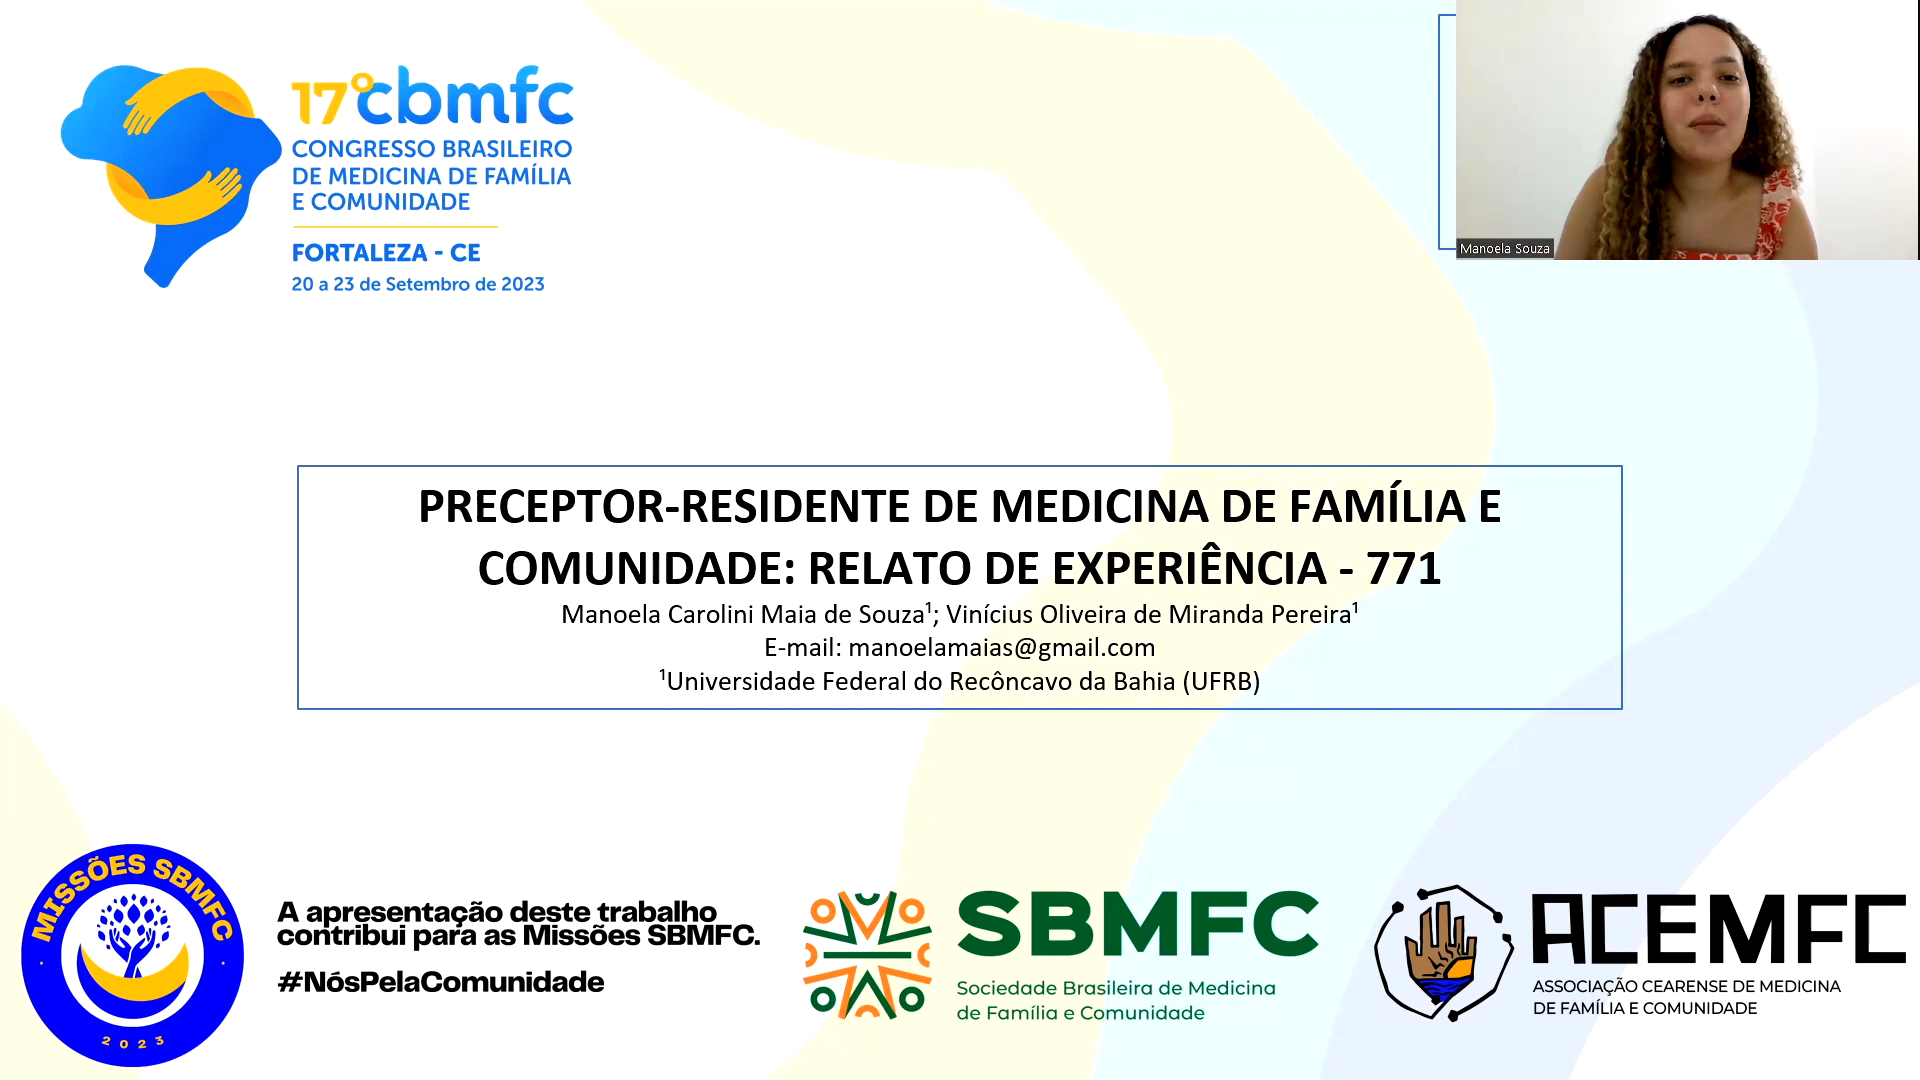 17°cbmfc
CONGRESSO BRASILEIRO
DE MEDICINA DE FAMÍLIA
E COMUNIDADE
FORTALEZA - CE
20 a 23 de Setembro de 2023
Manoela Souza
PRECEPTOR-RESIDENTE DE MEDICINA DE FAMÍLIA E
COMUNIDADE: RELATO DE EXPERIÊNCIA - 771
Manoela Carolini Maia de Souza¹; Vinícius Oliveira de Miranda Pereira¹
E-mail: manoelamaias@gmail.com
¹Universidade Federal do Recôncavo da Bahia (UFRB)
MISSÕES SBMFC
2023
A apresentação deste trabalho
contribui para as Missões SBMFC.
#NósPelaComunidade
SBMFC
Sociedade Brasileira de Medicina
de Família e Comunidade
ACEMFC
ASSOCIAÇÃO CEARENSE DE MEDICINA
DE FAMÍLIA E COMUNIDADE